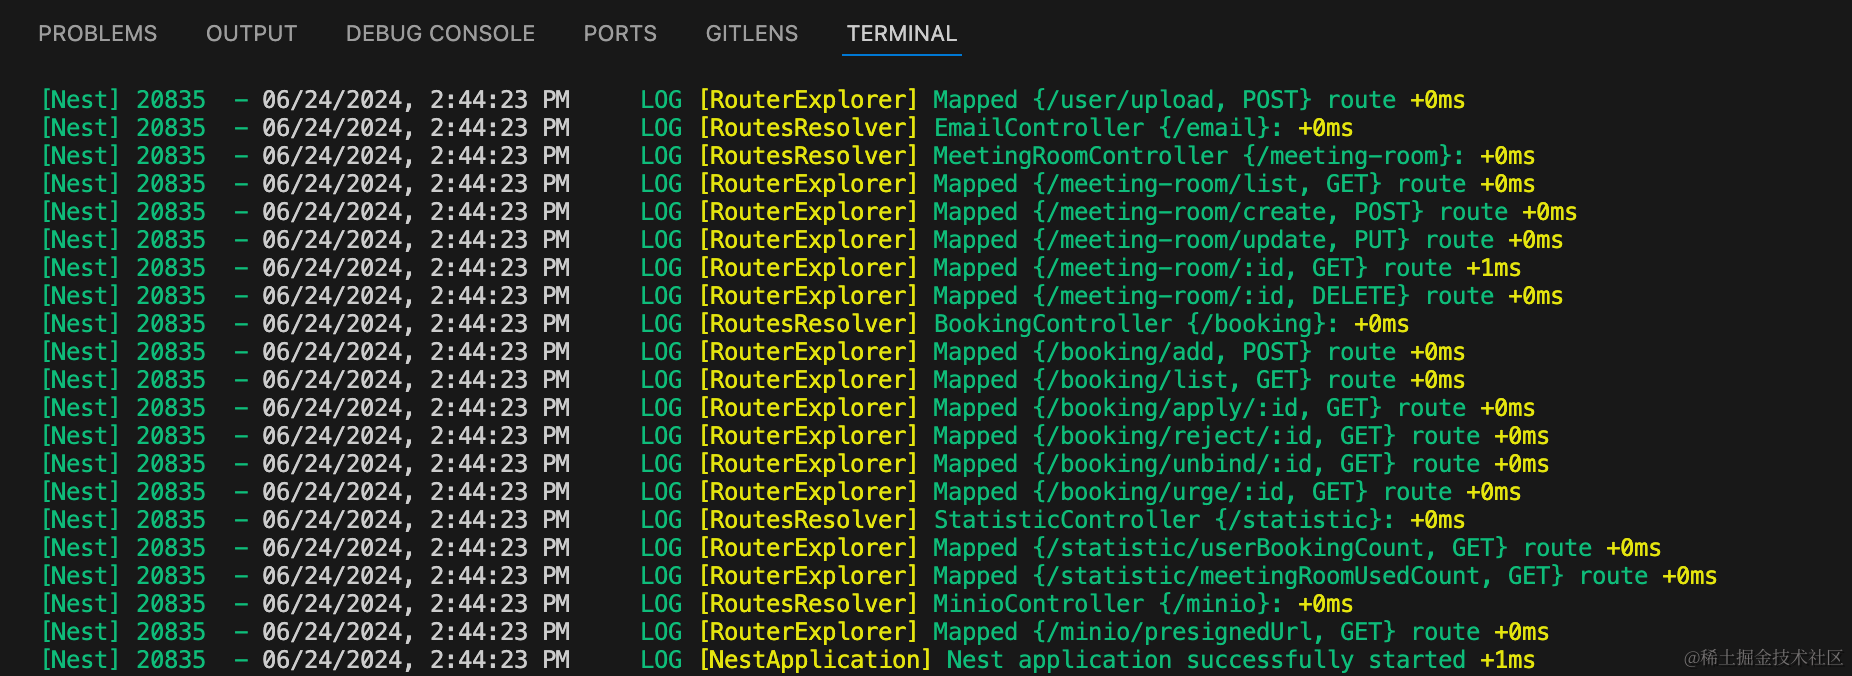 PROBLEMS OUTPUT DEBUG CONSOLE PORTS GITLENS TERMINAL
[Nest] 20835  - 06/24/2024, 2:44:23 PM     LOG [RouterExplorer] Mapped {/user/upload, POST} route +0ms
[Nest] 20835  - 06/24/2024, 2:44:23 PM     LOG [RoutesResolver] EmailController {/email}: +0ms
[Nest] 20835  - 06/24/2024, 2:44:23 PM     LOG [RoutesResolver] MeetingRoomController {/meeting-room}: +0ms
[Nest] 20835  - 06/24/2024, 2:44:23 PM     LOG [RouterExplorer] Mapped {/meeting-room/list, GET} route +0ms
[Nest] 20835  - 06/24/2024, 2:44:23 PM     LOG [RouterExplorer] Mapped {/meeting-room/create, POST} route +0ms
[Nest] 20835  - 06/24/2024, 2:44:23 PM     LOG [RouterExplorer] Mapped {/meeting-room/update, PUT} route +0ms
[Nest] 20835  - 06/24/2024, 2:44:23 PM     LOG [RouterExplorer] Mapped {/meeting-room/:id, GET} route +1ms
[Nest] 20835  - 06/24/2024, 2:44:23 PM     LOG [RouterExplorer] Mapped {/meeting-room/:id, DELETE} route +0ms
[Nest] 20835  - 06/24/2024, 2:44:23 PM     LOG [RoutesResolver] BookingController {/booking}: +0ms
[Nest] 20835  - 06/24/2024, 2:44:23 PM     LOG [RouterExplorer] Mapped {/booking/add, POST} route +0ms
[Nest] 20835  - 06/24/2024, 2:44:23 PM     LOG [RouterExplorer] Mapped {/booking/list, GET} route +0ms
[Nest] 20835  - 06/24/2024, 2:44:23 PM     LOG [RouterExplorer] Mapped {/booking/apply/:id, GET} route +0ms
[Nest] 20835  - 06/24/2024, 2:44:23 PM     LOG [RouterExplorer] Mapped {/booking/reject/:id, GET} route +0ms
[Nest] 20835  - 06/24/2024, 2:44:23 PM     LOG [RouterExplorer] Mapped {/booking/unbind/:id, GET} route +0ms
[Nest] 20835  - 06/24/2024, 2:44:23 PM     LOG [RouterExplorer] Mapped {/booking/urge/:id, GET} route +0ms
[Nest] 20835  - 06/24/2024, 2:44:23 PM     LOG [RoutesResolver] StatisticController {/statistic}: +0ms
[Nest] 20835  - 06/24/2024, 2:44:23 PM     LOG [RouterExplorer] Mapped {/statistic/userBookingCount, GET} route +0ms
[Nest] 20835  - 06/24/2024, 2:44:23 PM     LOG [RouterExplorer] Mapped {/statistic/meetingRoomUsedCount, GET} route +0ms
[Nest] 20835  - 06/24/2024, 2:44:23 PM     LOG [RoutesResolver] MinioController {/minio}: +0ms
[Nest] 20835  - 06/24/2024, 2:44:23 PM     LOG [RouterExplorer] Mapped {/minio/presignedUrl, GET} route +0ms
[Nest] 20835  - 06/24/2024, 2:44:23 PM     LOG [NestApplication] Nest application successfully started +1ms
@稀土掘金技术社区